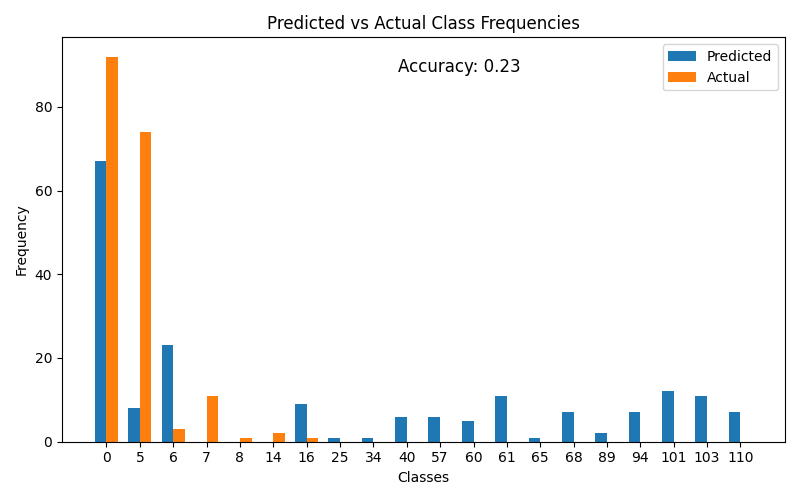 Predicted vs Actual Class Frequencies
Accuracy: 0.23
Predicted
Actual
Frequency
80
60
40
20
0
0 5 6 7 8 14 16 25 34 40 57 60 61 65 68 89 94 101 103 110
Classes